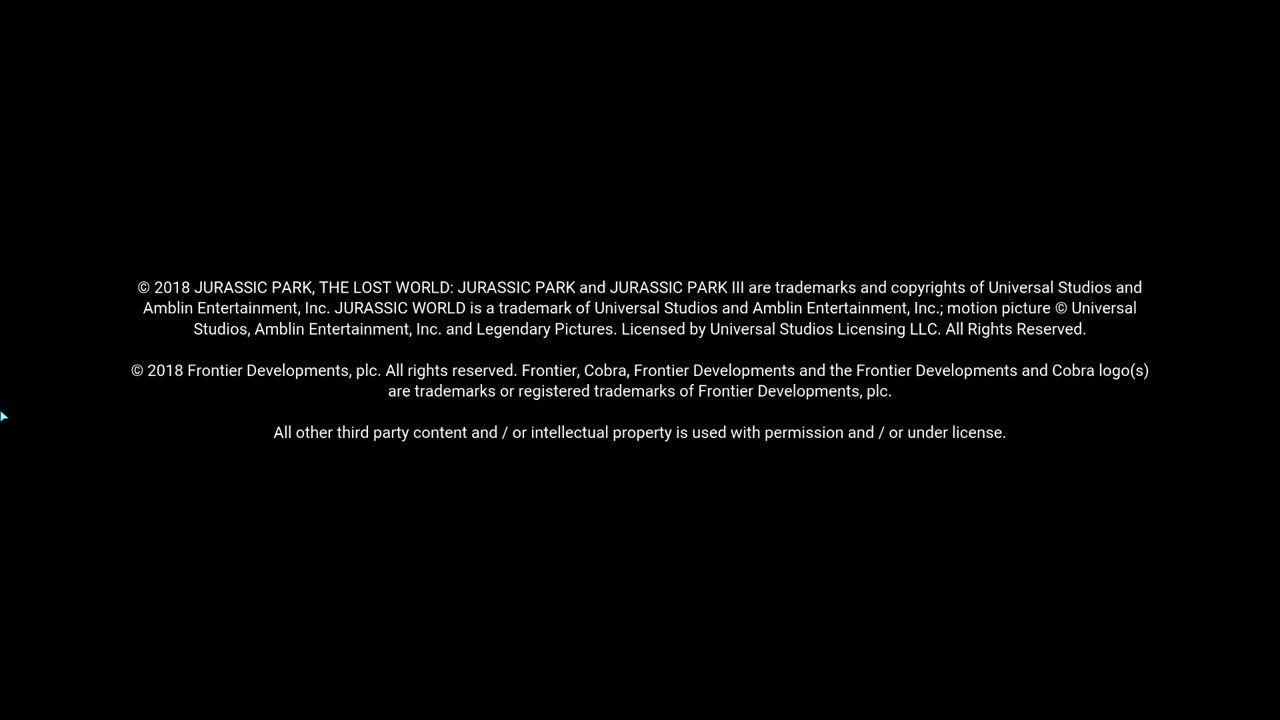 © 2018 JURASSIC PARK, THE LOST WORLD: JURASSIC PARK and JURASSIC PARK III are trademarks and copyrights of Universal Studios and
Amblin Entertainment, Inc. JURASSIC WORLD is a trademark of Universal Studios and Amblin Entertainment, Inc.; motion picture © Universal
Studios, Amblin Entertainment, Inc. and Legendary Pictures. Licensed by Universal Studios Licensing LLC. All Rights Reserved.
© 2018 Frontier Developments, plc. All rights reserved. Frontier, Cobra, Frontier Developments and the Frontier Developments and Cobra logo(s)
are trademarks or registered trademarks of Frontier Developments, plc.
All other third party content and / or intellectual property is used with permission and / or under license.